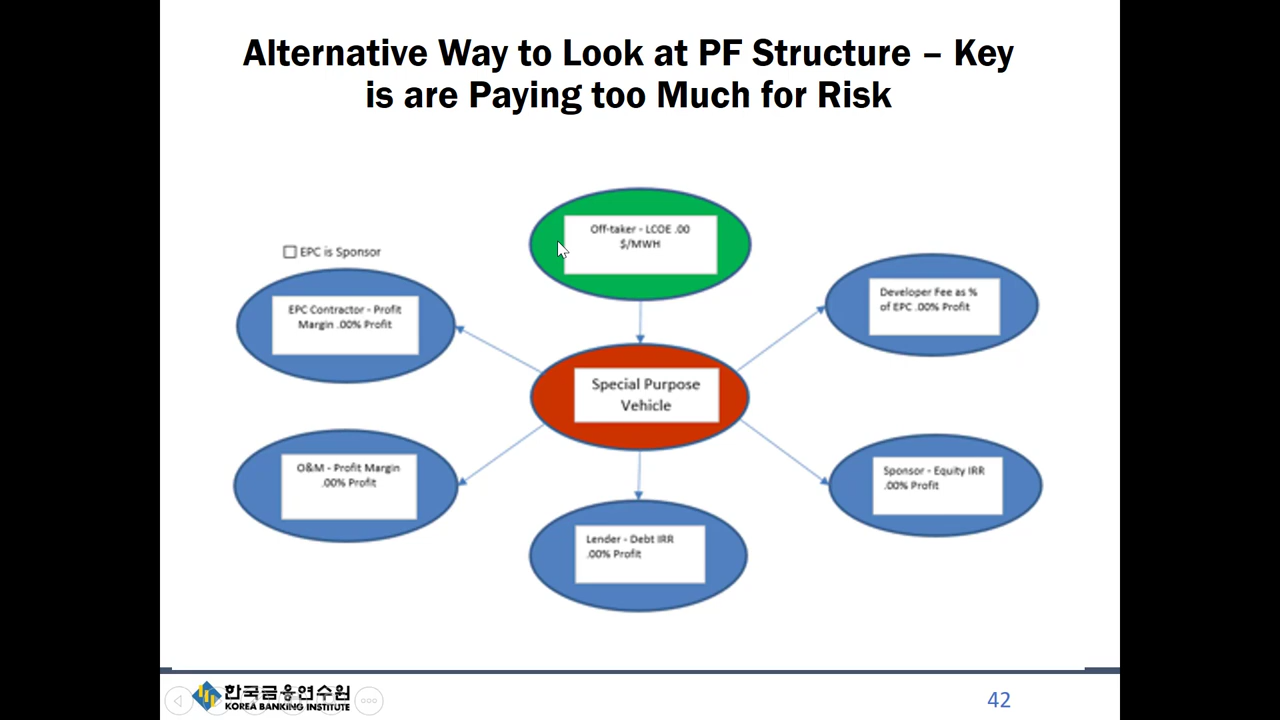 Alternative Way to Look at PF Structure – Key
is are Paying too Much for Risk
Off-taker - LCOE .00
$/MWH
EPC is Sponsor
EPC Contractor - Profit
Margin .00% Profit
Developer Fee as %
of EPC .00% Profit
Special Purpose
Vehicle
O&M - Profit Margin
.00% Profit
Sponsor - Equity IRR
.00% Profit
Lender - Debt IRR
.00% Profit
한국금융연수원
KOREA BANKING INSTITUTE
42